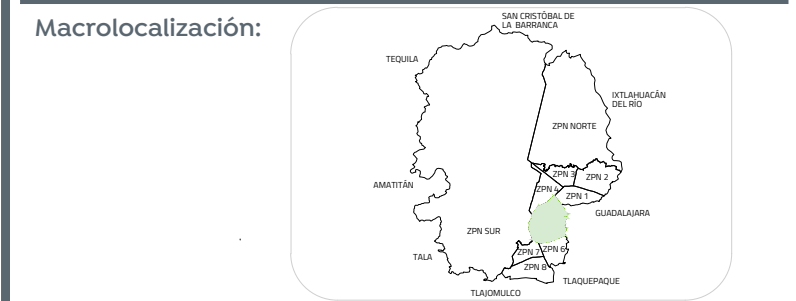 Macrolocalización:
SAN CRISTÓBAL DE
LA BARRANCA
TEQUILA
IXTLAHUACÁN
DEL RÍO
ZPN NORTE
ZPN 3
ZPN 2
AMATITÁN
ZPN 4
ZPN 1
GUADALAJARA
ZPN SUR
ZPN 7
ZPN 6
TALA
ZPN 8
TLAQUEPAQUE
TLAJOMULCO